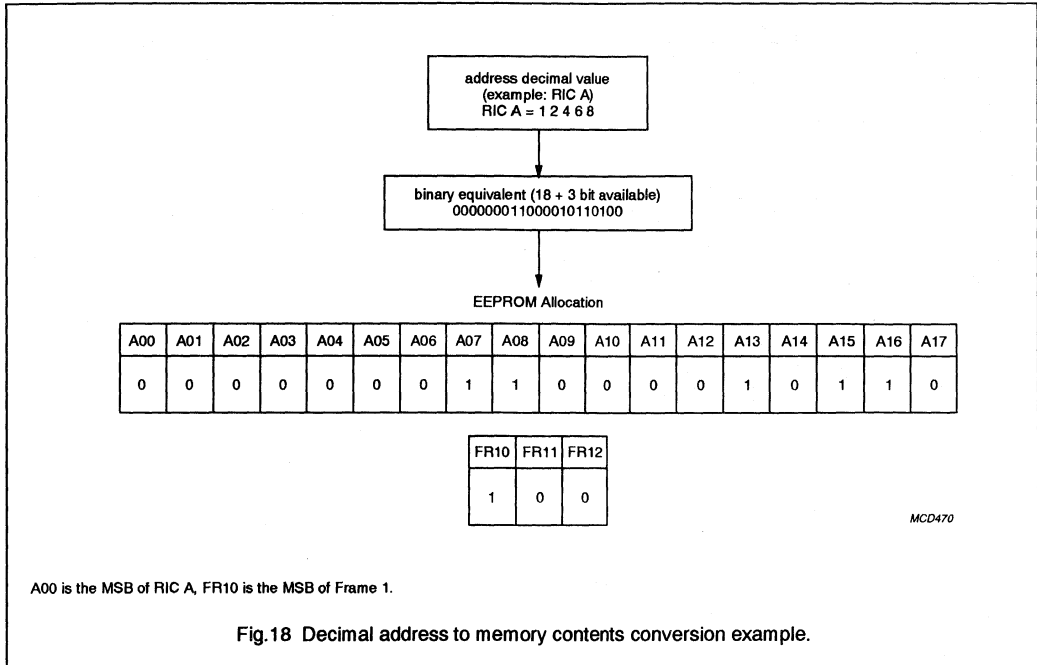 address decimal value
(example: RIC A)
RIC A = 1 2 4 6 8
binary equivalent (18 + 3 bit available)
000000011000010110100
EEPROM Allocation
A00 A01 A02 A03 A04 A05 A06 A07 A08 A09 A10 A11 A12 A13 A14 A15 A16 A17
0 0 0 0 0 0 0 1 1 0 0 0 0 1 0 1 1 0
FR10 FR11 FR12
1 0 0
MCD470
A00 is the MSB of RIC A, FR10 is the MSB of Frame 1.
Fig.18 Decimal address to memory contents conversion example.